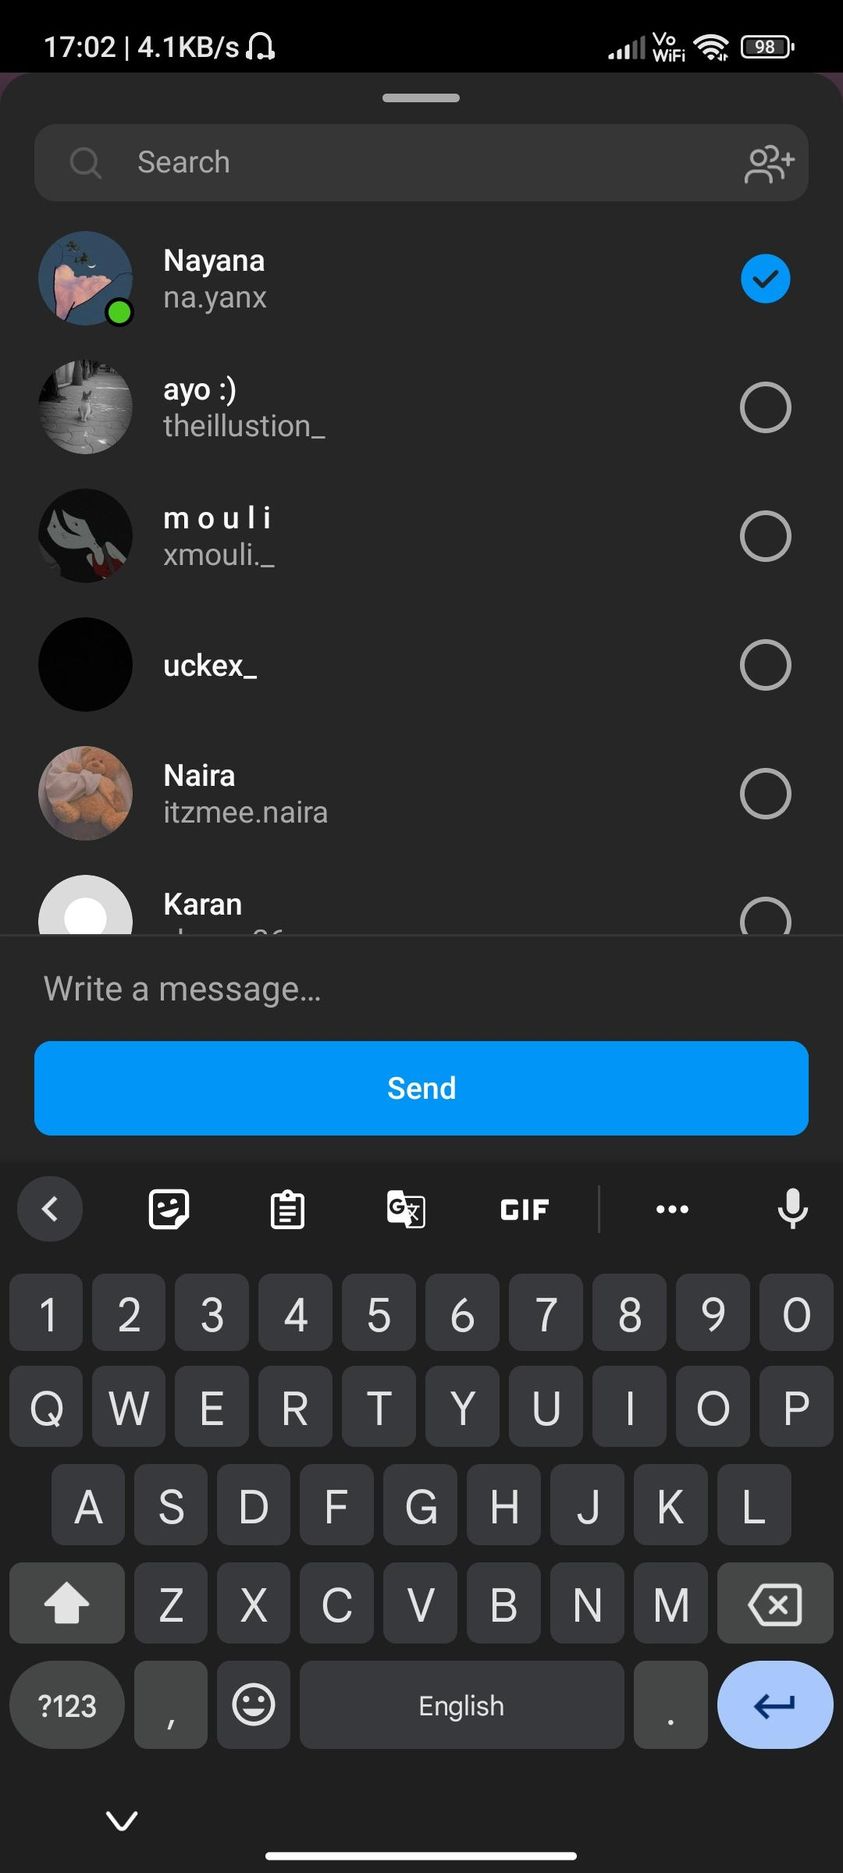 17:02 | 4.1KB/s Vo WiFi 98
Search
Nayana
na.yanx
ayo :)
theillustion_
m o u l i
xmouli._
uckex_
Naira
itzmee.naira
Karan
Write a message...
Send
GIF
1 2 3 4 5 6 7 8 9 0
Q W E R T Y U I O P
A S D F G H J K L
Z X C V B N M
?123 , English .